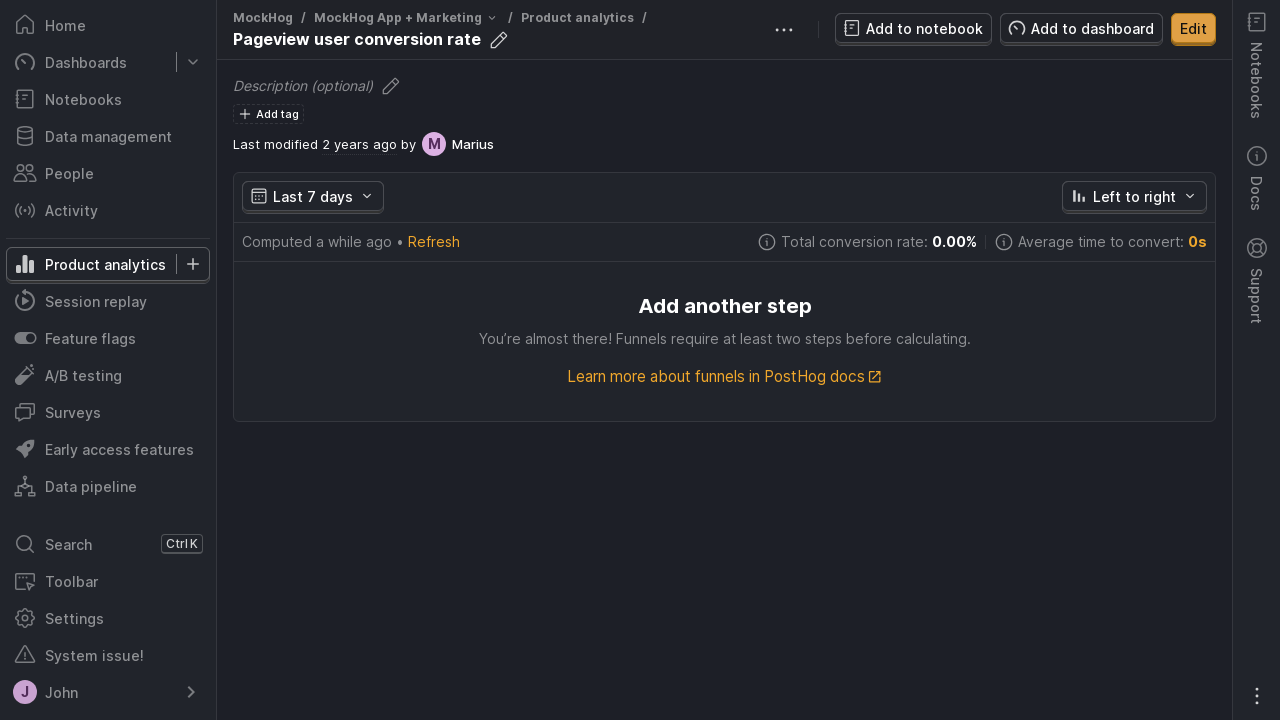 Home
Dashboards
Notebooks
Data management
People
Activity
Product analytics
Session replay
Feature flags
A/B testing
Surveys
Early access features
Data pipeline
Search Ctrl K
Toolbar
Settings
System issue!
J John
MockHog / MockHog App + Marketing / Product analytics /
Pageview user conversion rate
Add to notebook
Add to dashboard
Edit
Description (optional)
Add tag
Last modified 2 years ago by M Marius
Last 7 days
Left to right
Computed a while ago • Refresh
Total conversion rate: 0.00%
Average time to convert: 0s
Add another step
You’re almost there! Funnels require at least two steps before calculating.
Learn more about funnels in PostHog docs
Notebooks
Docs
Support